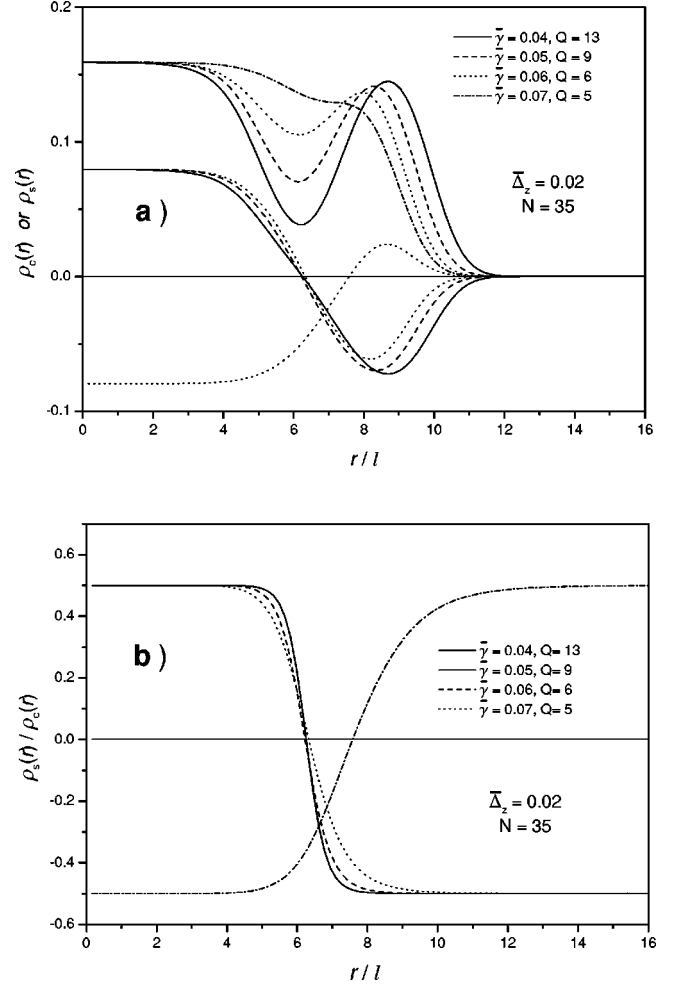 0.2
0.1
0.0
-0.1
ρc(r) or ρs(r)
γ̄ = 0.04, Q = 13
γ̄ = 0.05, Q = 9
γ̄ = 0.06, Q = 6
γ̄ = 0.07, Q = 5
a )
Δ̄z = 0.02
N = 35
0 2 4 6 8 10 12 14 16
r / l
0.6
0.4
0.2
0.0
-0.2
-0.4
-0.6
ρs(r) / ρc(r)
b )
γ̄ = 0.04, Q= 13
γ̄ = 0.05, Q= 9
γ̄ = 0.06, Q= 6
γ̄ = 0.07, Q= 5
Δ̄z = 0.02
N = 35
0 2 4 6 8 10 12 14 16
r / l